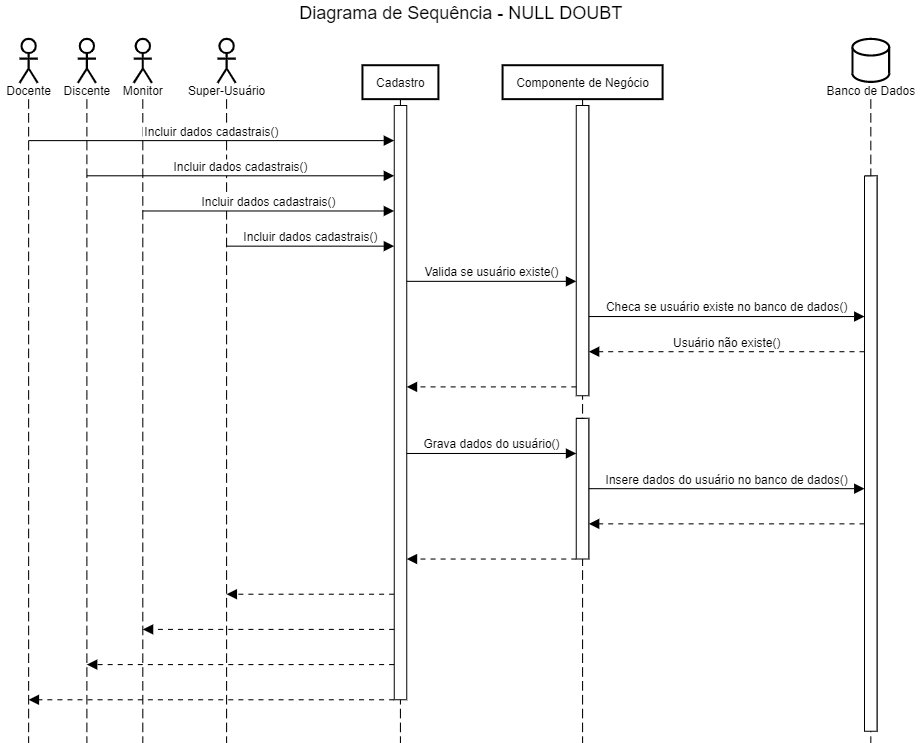 Diagrama de Sequência - NULL DOUBT
Docente
Discente
Monitor
Super-Usuário
Cadastro
Componente de Negócio
Banco de Dados
Incluir dados cadastrais()
Incluir dados cadastrais()
Incluir dados cadastrais()
Incluir dados cadastrais()
Valida se usuário existe()
Checa se usuário existe no banco de dados()
Usuário não existe()
Grava dados do usuário()
Insere dados do usuário no banco de dados()